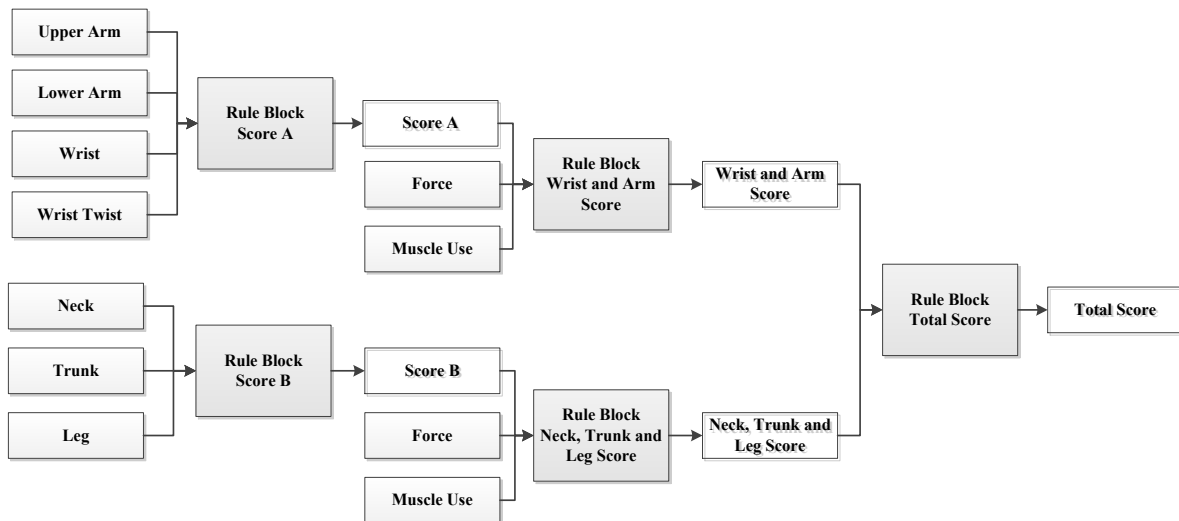 Upper Arm
Lower Arm
Wrist
Wrist Twist
Rule Block
Score A
Score A
Force
Muscle Use
Rule Block
Wrist and Arm
Score
Wrist and Arm
Score
Neck
Trunk
Leg
Rule Block
Score B
Score B
Force
Muscle Use
Rule Block
Neck, Trunk and
Leg Score
Neck, Trunk and
Leg Score
Rule Block
Total Score
Total Score